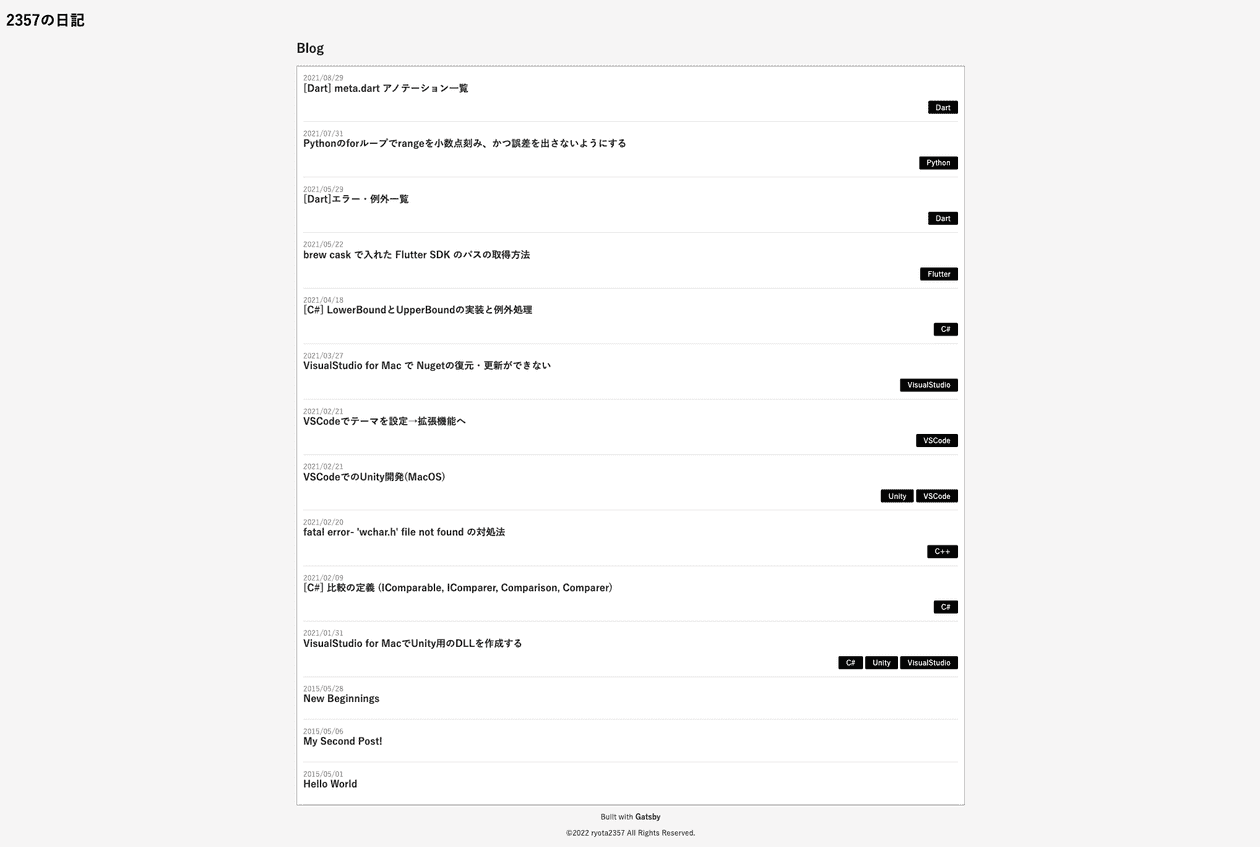 2357の日記
Blog
2021/08/29
[Dart] meta.dart アノテーション一覧
Dart
2021/07/31
Pythonのforループでrangeを小数点刻み、かつ誤差を出さないようにする
Python
2021/05/29
[Dart]エラー・例外一覧
Dart
2021/05/22
brew cask で入れた Flutter SDK のパスの取得方法
Flutter
2021/04/18
[C#] LowerBoundとUpperBoundの実装と例外処理
C#
2021/03/27
VisualStudio for Mac で Nugetの復元・更新ができない
VisualStudio
2021/02/21
VSCodeでテーマを設定→拡張機能へ
VSCode
2021/02/21
VSCodeでのUnity開発(MacOS)
Unity VSCode
2021/02/20
fatal error- 'wchar.h' file not found の対処法
C++
2021/02/09
[C#] 比較の定義 (IComparable, IComparer, Comparison, Comparer)
C#
2021/01/31
VisualStudio for MacでUnity用のDLLを作成する
C# Unity VisualStudio
2015/05/28
New Beginnings
2015/05/06
My Second Post!
2015/05/01
Hello World
Built with Gatsby
©2022 ryota2357 All Rights Reserved.